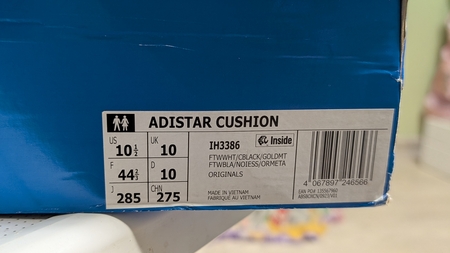 ADISTAR CUSHION
US
10½
UK
10
F
44⅔
D
10
J
285
CHN
275
IH3386
Inside
FTWWHT/CBLACK/GOLDMT
FTWBLA/NOIESS/ORMETA
ORIGINALS
MADE IN VIETNAM
FABRIQUÉ AU VIETNAM
4 067897 246566